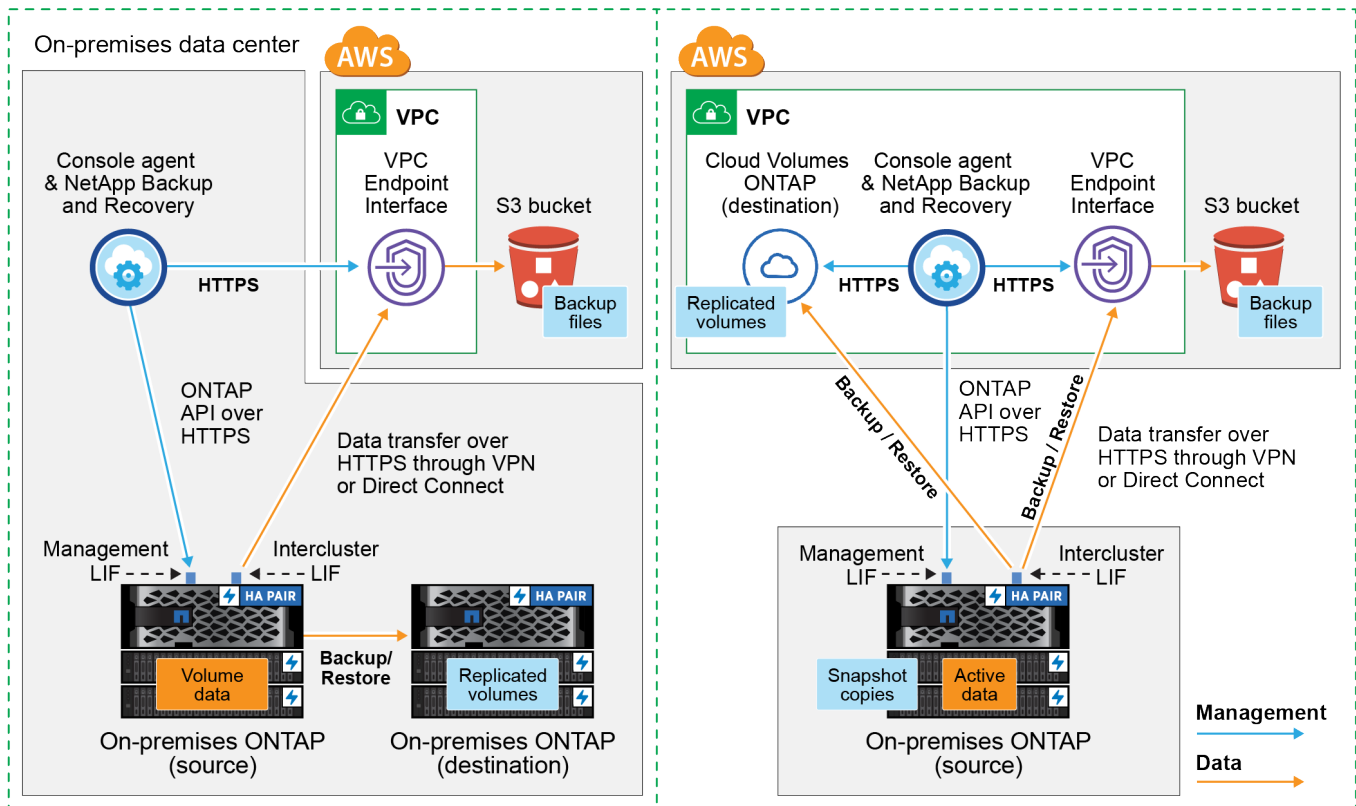 On-premises data center
AWS
VPC
Console agent
& NetApp Backup
and Recovery
VPC
Endpoint
Interface
S3 bucket
HTTPS
Backup
files
ONTAP
API over
HTTPS
Data transfer over
HTTPS through VPN
or Direct Connect
Management
LIF
Intercluster
LIF
HA PAIR
HA PAIR
Volume
data
Backup/
Restore
Replicated
volumes
On-premises ONTAP
(source)
On-premises ONTAP
(destination)
AWS
VPC
Cloud Volumes
ONTAP
(destination)
Console agent
& NetApp Backup
and Recovery
VPC
Endpoint
Interface
S3 bucket
HTTPS
HTTPS
Replicated
volumes
Backup
files
Backup / Restore
ONTAP
API over
HTTPS
Backup / Restore
Data transfer over
HTTPS through VPN
or Direct Connect
Management
LIF
Intercluster
LIF
HA PAIR
Snapshot
copies
Active
data
On-premises ONTAP
(source)
Management
Data